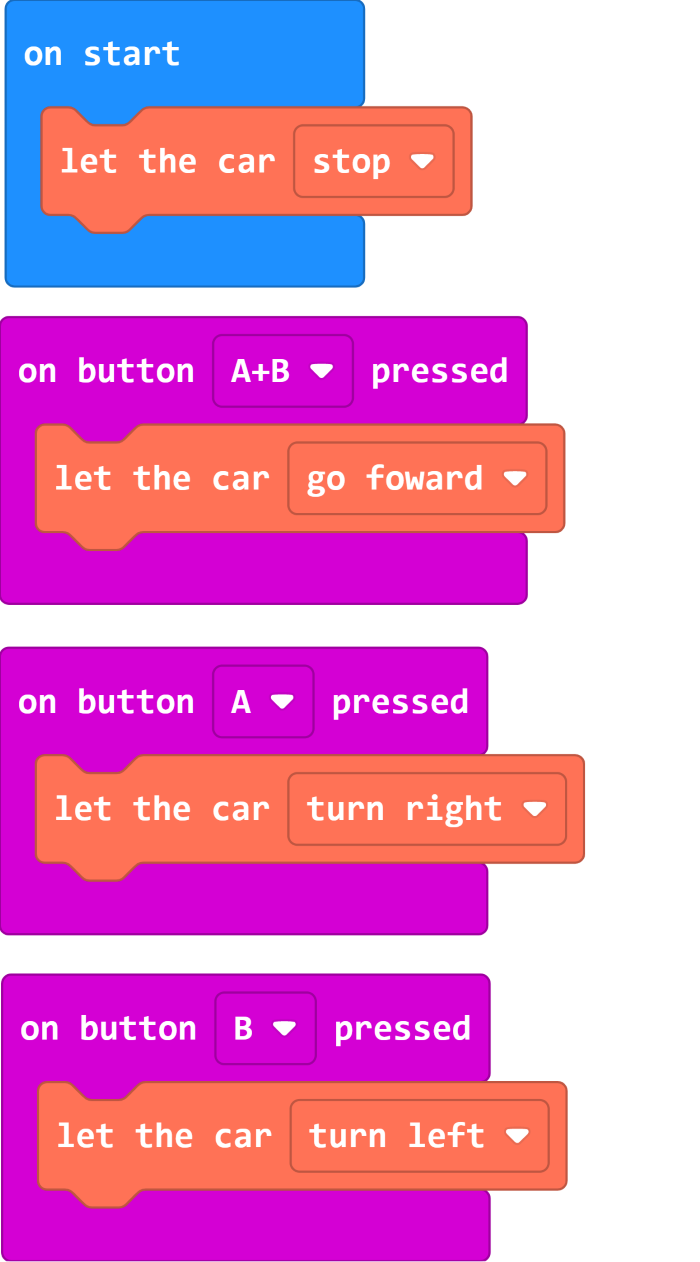 on start
let the car stop
on button A+B pressed
let the car go foward
on button A pressed
let the car turn right
on button B pressed
let the car turn left